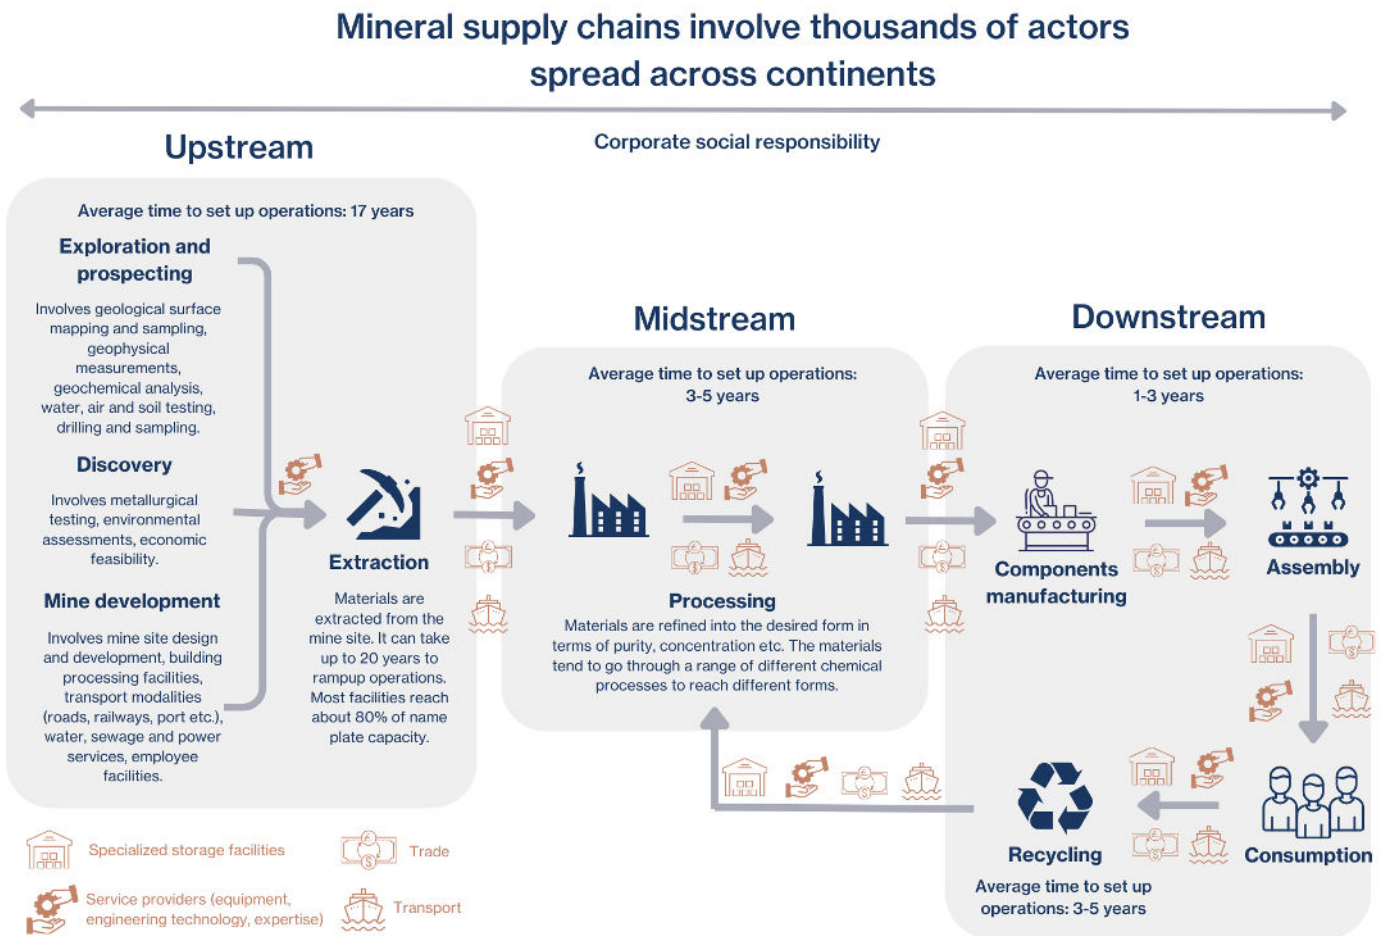 Mineral supply chains involve thousands of actors
spread across continents
Corporate social responsibility
Upstream
Average time to set up operations: 17 years
Exploration and
prospecting
Involves geological surface
mapping and sampling,
geophysical
measurements,
geochemical analysis,
water, air and soil testing,
drilling and sampling.
Discovery
Involves metallurgical
testing, environmental
assessments, economic
feasibility.
Mine development
Involves mine site design
and development, building
processing facilities,
transport modalities
(roads, railways, port etc.),
water, sewage and power
services, employee
facilities.
Extraction
Materials are
extracted from the
mine site. It can take
up to 20 years to
rampup operations.
Most facilities reach
about 80% of name
plate capacity.
Midstream
Average time to set up operations:
3-5 years
Processing
Materials are refined into the desired form in
terms of purity, concentration etc. The materials
tend to go through a range of different chemical
processes to reach different forms.
Downstream
Average time to set up operations:
1-3 years
Components
manufacturing
Assembly
Consumption
Recycling
Average time to set up
operations: 3-5 years
Specialized storage facilities
Trade
Service providers (equipment,
engineering technology, expertise)
Transport